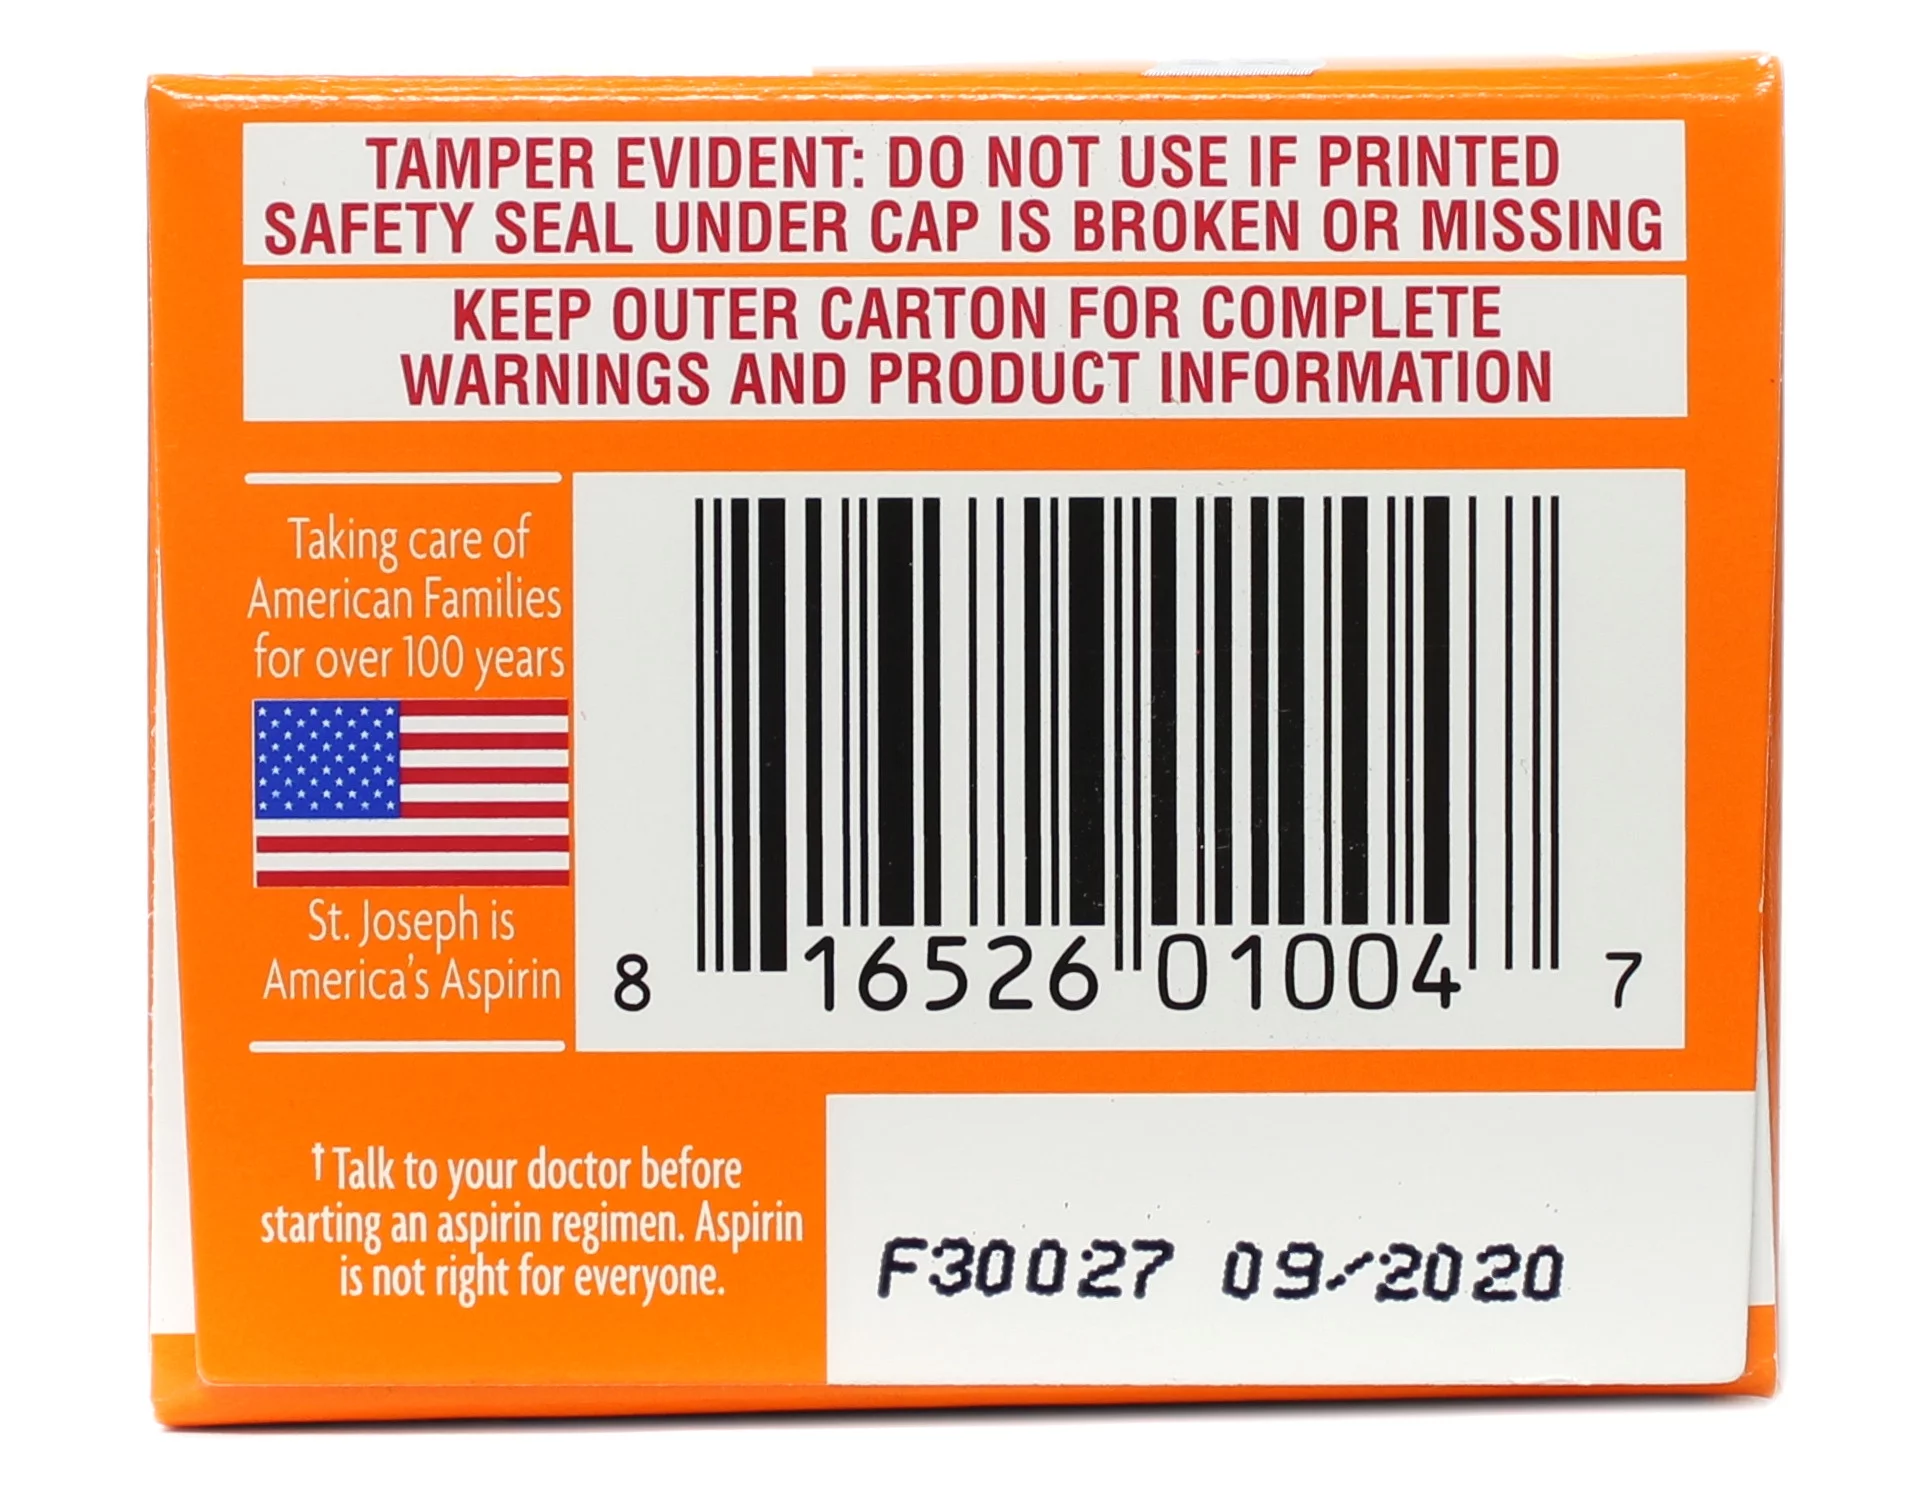 TAMPER EVIDENT: DO NOT USE IF PRINTED
SAFETY SEAL UNDER CAP IS BROKEN OR MISSING
KEEP OUTER CARTON FOR COMPLETE
WARNINGS AND PRODUCT INFORMATION
Taking care of
American Families
for over 100 years
St. Joseph is
America's Aspirin
8 16526 01004 7
† Talk to your doctor before
starting an aspirin regimen. Aspirin
is not right for everyone.
F30027 09/2020